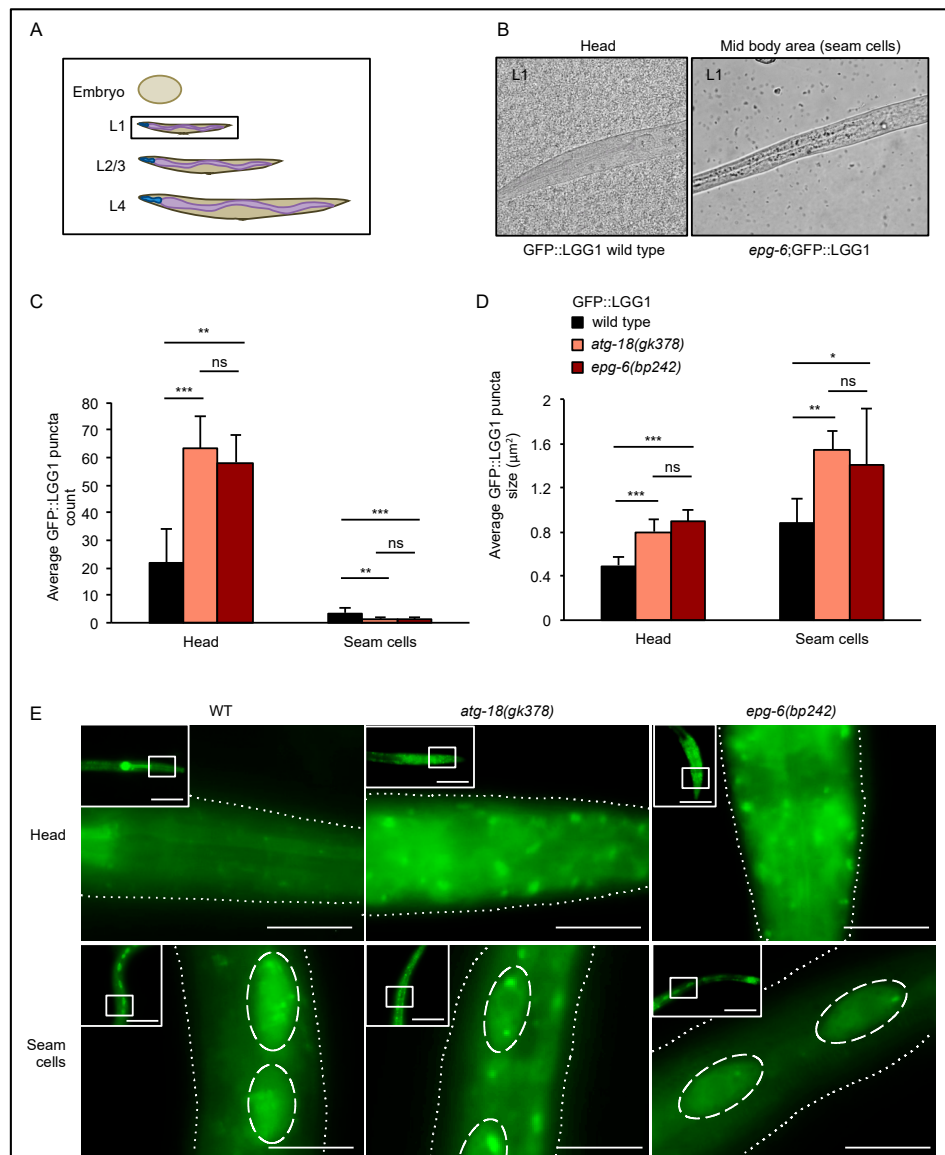 A
Embryo
L1
L2/3
L4
B
Head
Mid body area (seam cells)
L1
L1
GFP::LGG1 wild type
epg-6;GFP::LGG1
C
Average GFP::LGG1 puncta
count
80
70
60
50
40
30
20
10
0
**
ns
***
***
ns
**
Head
Seam cells
D
GFP::LGG1
wild type
atg-18(gk378)
epg-6(bp242)
Average GFP::LGG1 puncta
size (µm²)
2
1.6
1.2
0.8
0.4
0
***
ns
***
*
ns
**
Head
Seam cells
E
WT
atg-18(gk378)
epg-6(bp242)
Head
Seam
cells